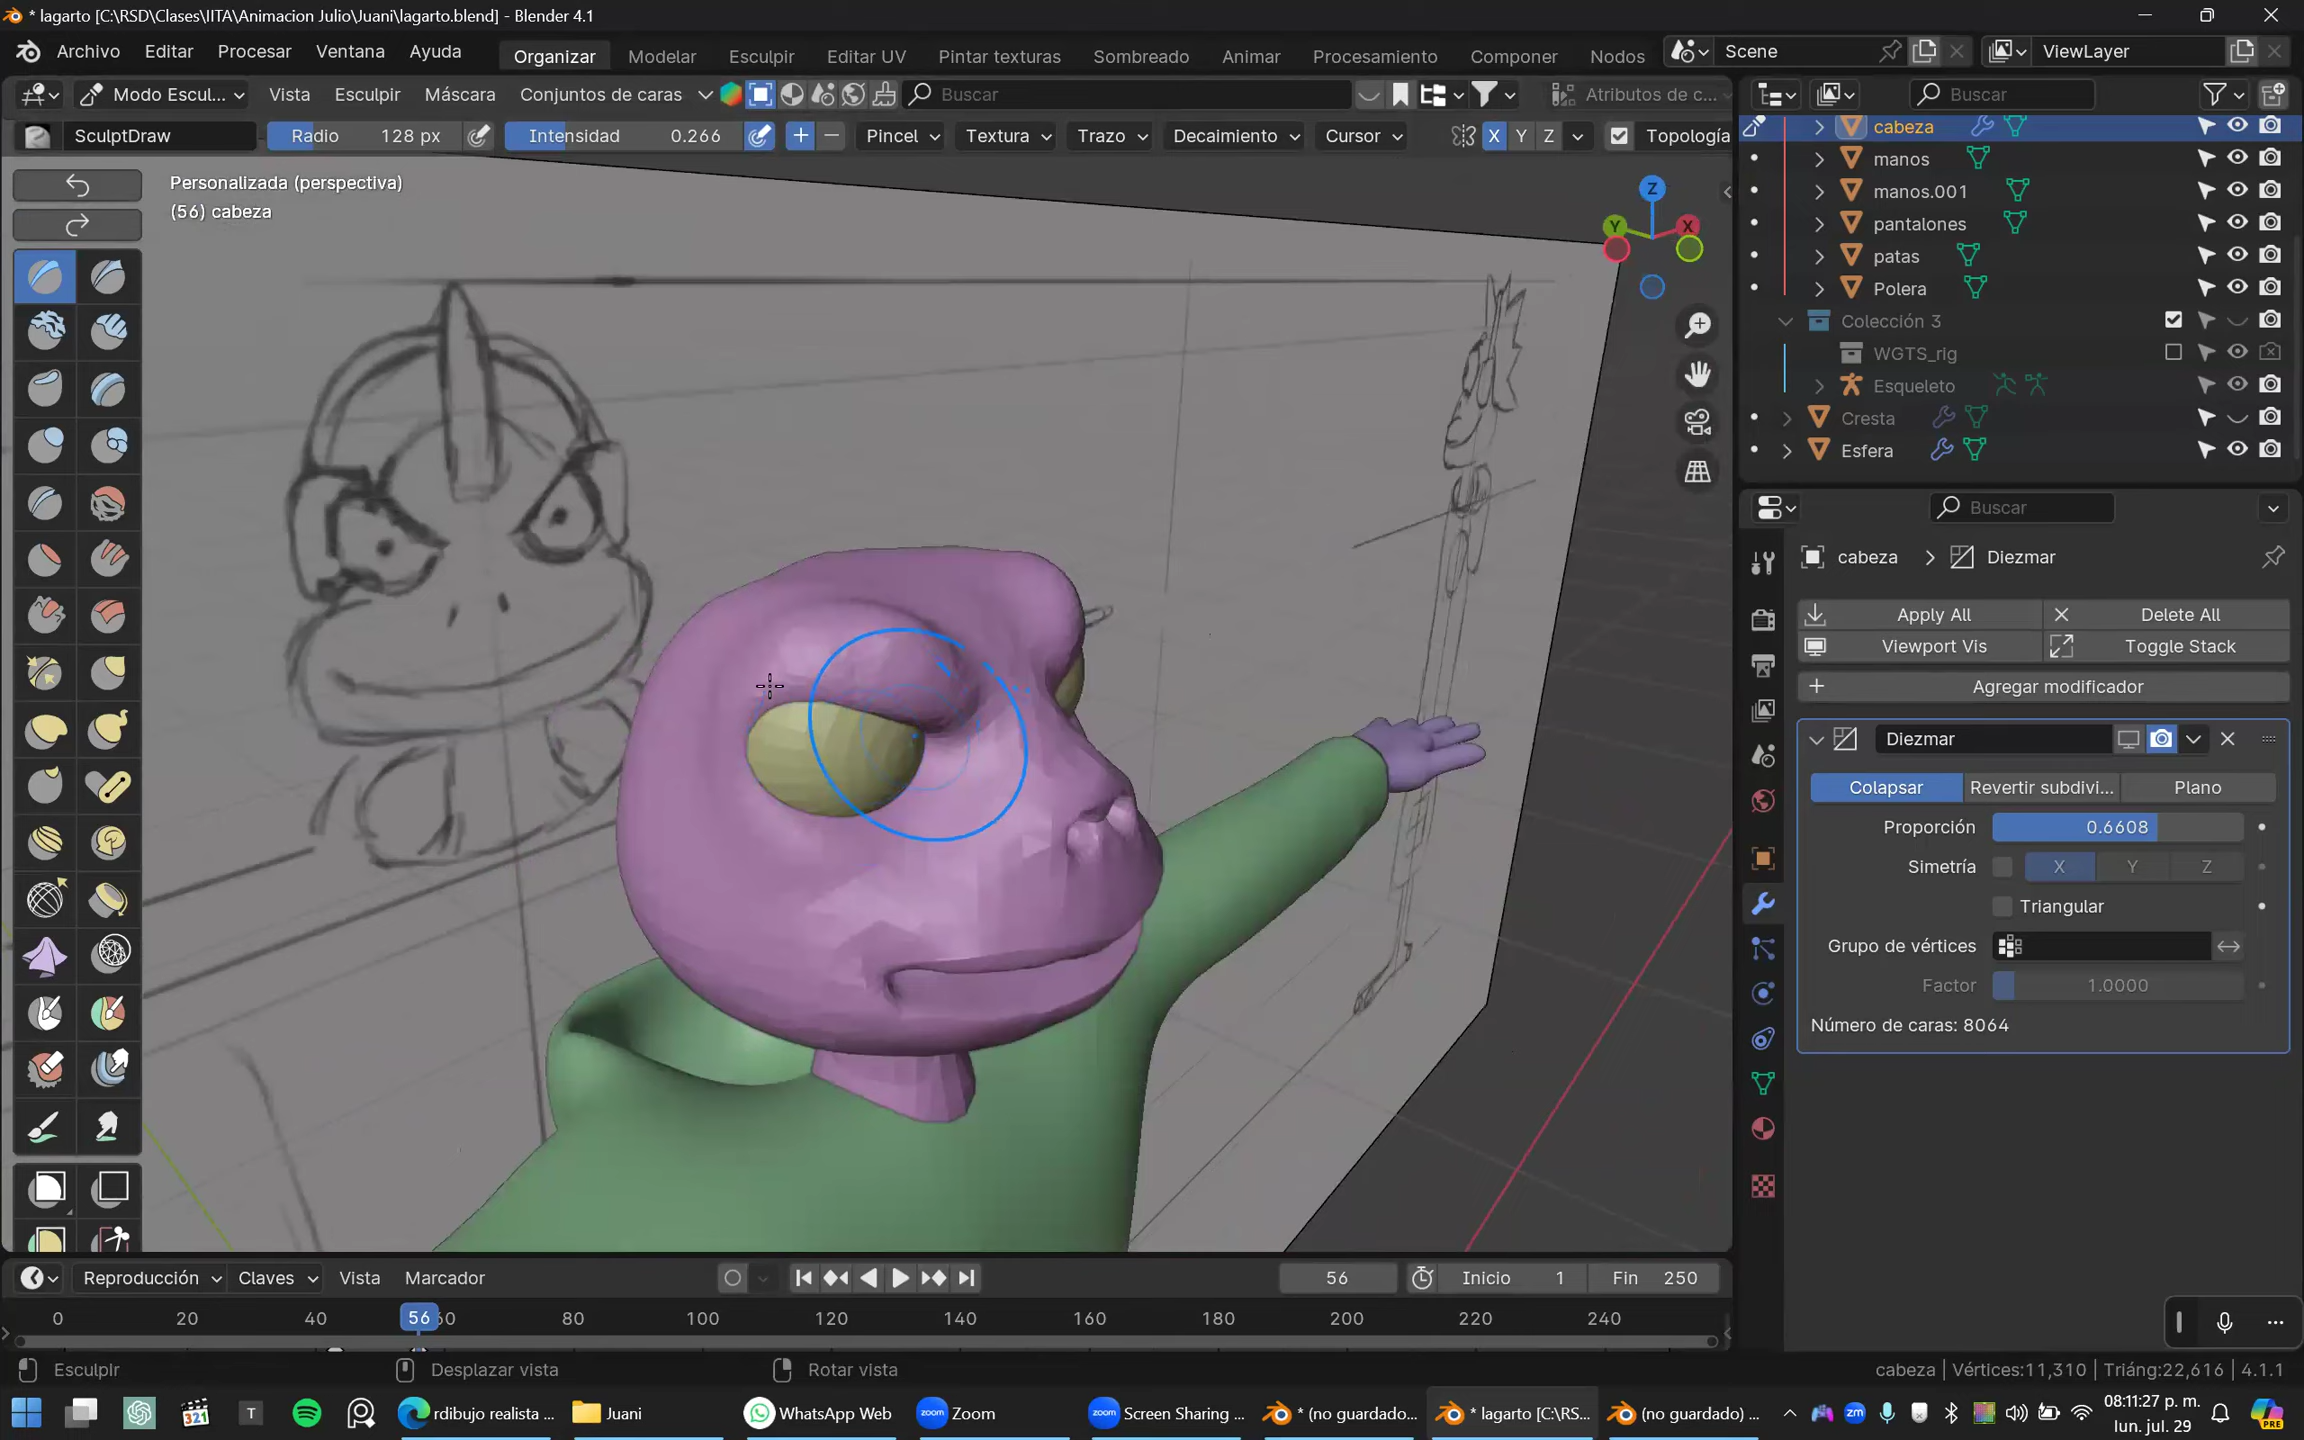 * lagarto [C:\RSD\Clases\IITA\Animacion Julio\Juani\lagarto.blend] - Blender 4.1
Archivo Editar Procesar Ventana Ayuda Organizar Modelar Esculpir Editar UV Pintar texturas Sombreado Animar Procesamiento Componer Nodos Scene ViewLayer
Modo Escul... Vista Esculpir Máscara Conjuntos de caras Buscar Atributos de c... Buscar
SculptDraw Radio 128 px Intensidad 0.266 Pincel Textura Trazo Decaimiento Cursor X Y Z Topología
Personalizada (perspectiva)
(56) cabeza
Z
Y X
cabeza
manos
manos.001
pantalones
patas
Polera
Colección 3
WGTS_rig
Esqueleto
Cresta
Esfera
Buscar
cabeza Diezmar
Apply All Delete All
Viewport Vis Toggle Stack
Agregar modificador
Diezmar
Colapsar Revertir subdivi... Plano
Proporción 0.6608
Simetría X Y Z
Triangular
Grupo de vértices
Factor 1.0000
Número de caras: 8064
Reproducción Claves Vista Marcador 56 Inicio 1 Fin 250
0 20 40 56 60 80 100 120 140 160 180 200 220 240
Esculpir Desplazar vista Rotar vista cabeza | Vértices:11,310 | Triáng:22,616 | 4.1.1
rdibujo realista ... Juani WhatsApp Web Zoom Screen Sharing ... * (no guardado... * lagarto [C:\RS... (no guardado) ...
08:11:27 p. m.
lun. jul. 29